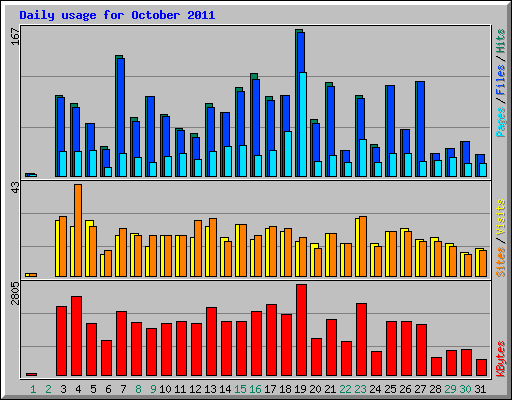 Daily usage for October 2011
167
Pages / Files / Hits
43
Sites / Visits
2805
KBytes
1 2 3 4 5 6 7 8 9 10 11 12 13 14 15 16 17 18 19 20 21 22 23 24 25 26 27 28 29 30 31